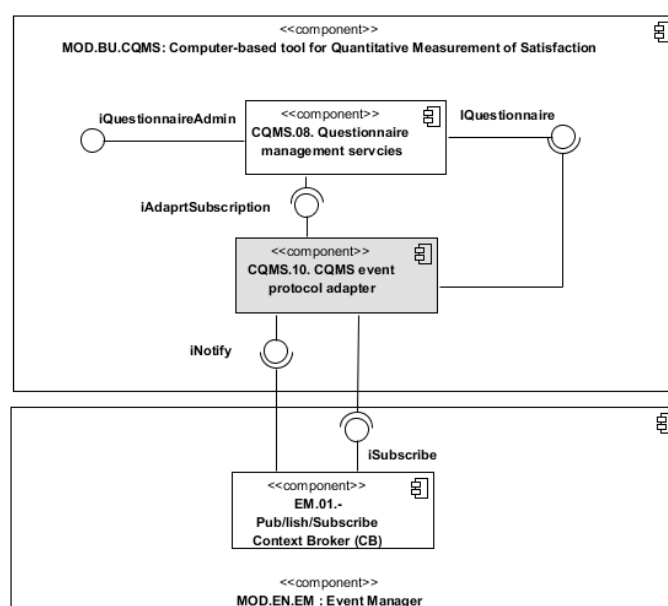 <<component>>
MOD.BU.CQMS: Computer-based tool for Quantitative Measurement of Satisfaction
iQuestionnaireAdmin
<<component>>
CQMS.08. Questionnaire
management servcies
IQuestionnaire
iAdaprtSubscription
<<component>>
CQMS.10. CQMS event
protocol adapter
iNotify
iSubscribe
<<component>>
EM.01.-
Pub/lish/Subscribe
Context Broker (CB)
<<component>>
MOD.EN.EM : Event Manager